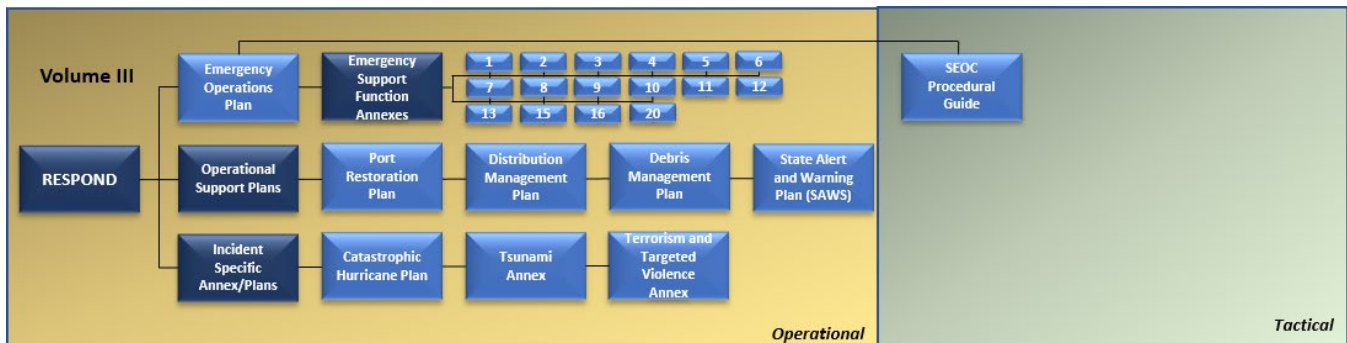 Volume III
Emergency
Operations
Plan
Emergency
Support
Function
Annexes
1 2 3 4 5 6
7 8 9 10 11 12
13 15 16 20
SEOC
Procedural
Guide
RESPOND
Operational
Support Plans
Port
Restoration
Plan
Distribution
Management
Plan
Debris
Management
Plan
State Alert
and Warning
Plan (SAWS)
Incident
Specific
Annex/Plans
Catastrophic
Hurricane Plan
Tsunami
Annex
Terrorism and
Targeted
Violence
Annex
Operational
Tactical